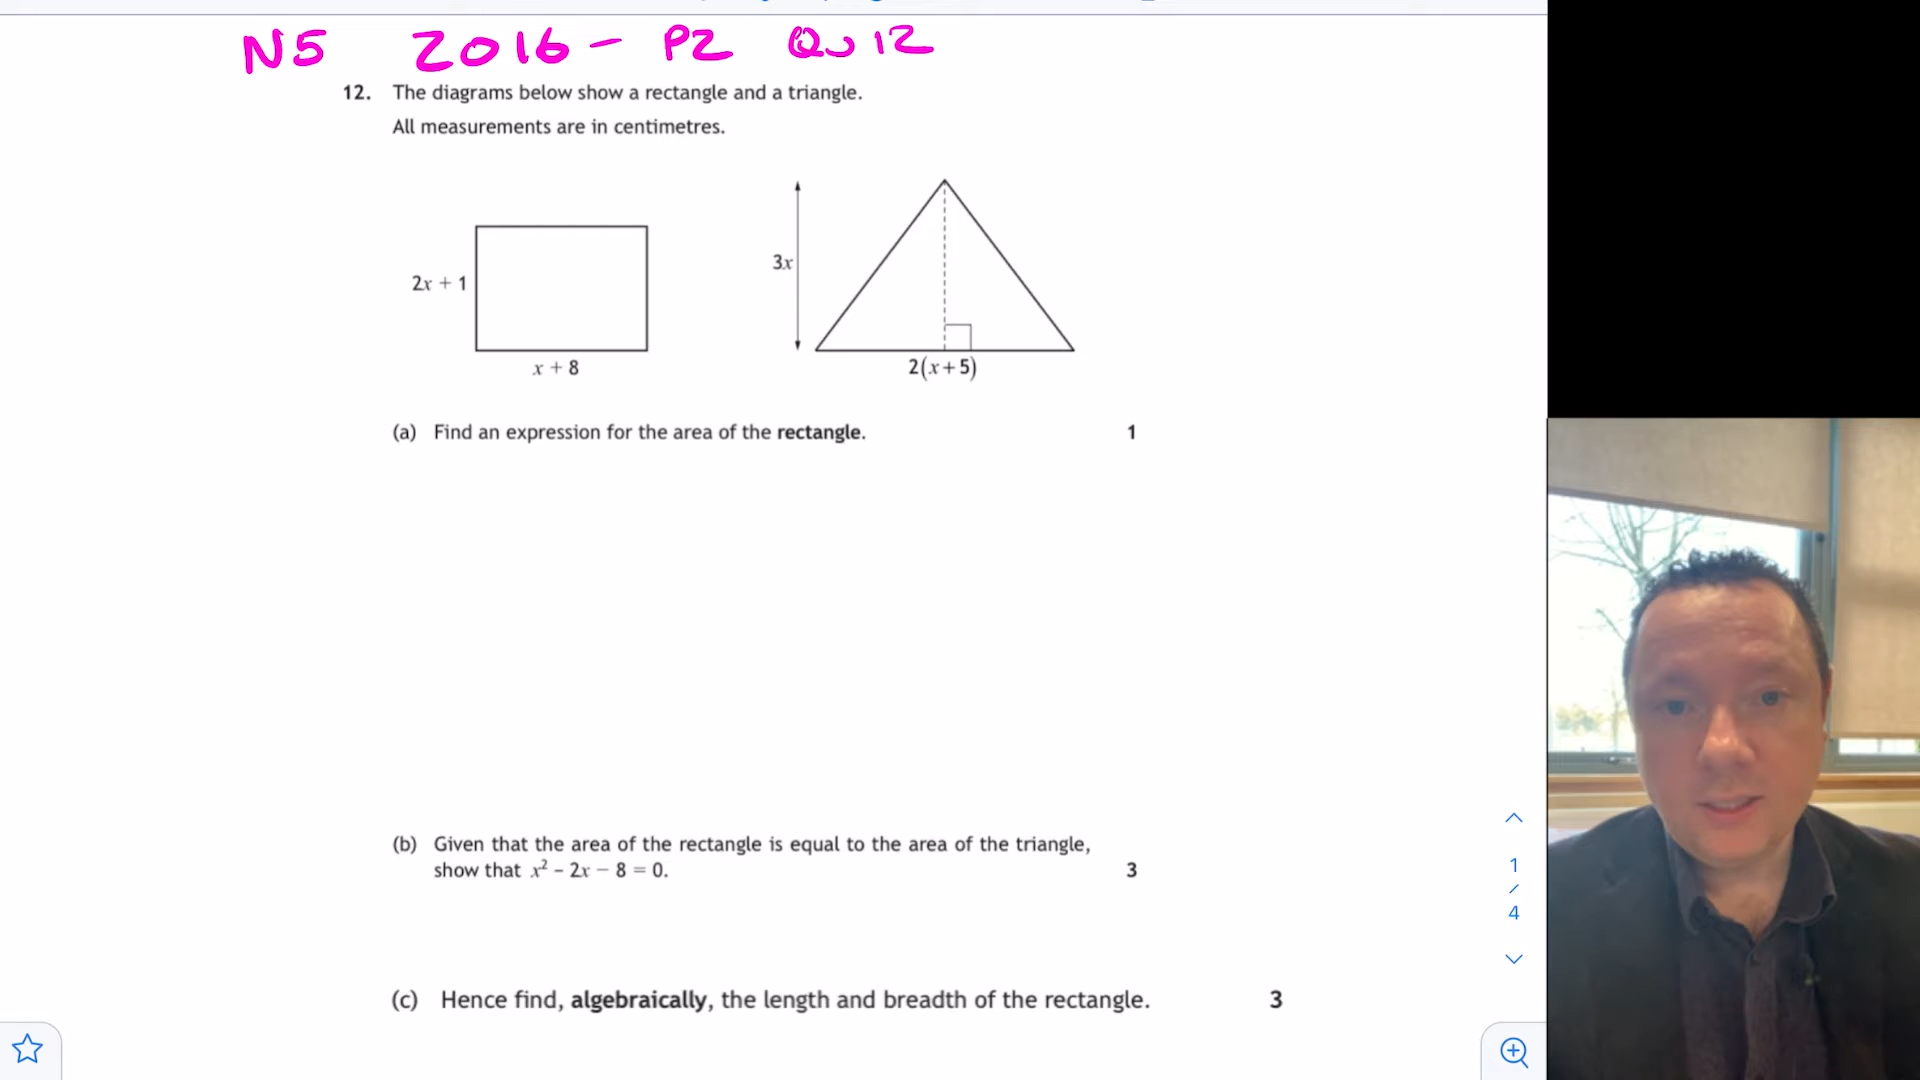 N5 2016 - P2 QU 12
12. The diagrams below show a rectangle and a triangle.
All measurements are in centimetres.
3x
2x + 1
x + 8
2(x+5)
(a) Find an expression for the area of the rectangle. 1
(b) Given that the area of the rectangle is equal to the area of the triangle,
show that x² – 2x – 8 = 0. 3
1
/
4
(c) Hence find, algebraically, the length and breadth of the rectangle. 3